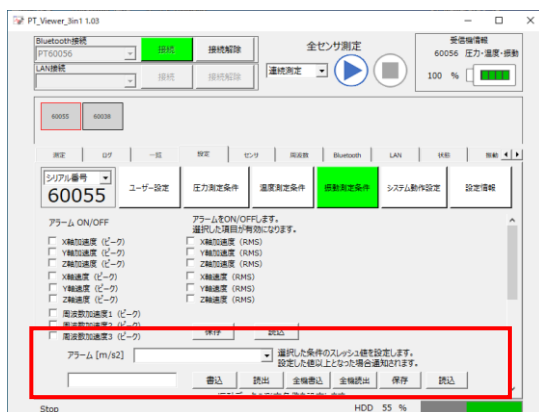 PT_Viewer_3in1 1.03
Bluetooth接続
PT60056
接続
接続解除
LAN接続
接続
接続解除
全センサ測定
連続測定
受信機情報
60056 圧力・温度・振動
100 %
60055
60038
測定 ログ 一覧 設定 センサ 周波数 Bluetooth LAN 状態 振動
シリアル番号
60055
ユーザー設定
圧力測定条件
温度測定条件
振動測定条件
システム動作設定
設定情報
アラーム ON/OFF
アラームをON/OFFします。
選択した項目が有効になります。
X軸加速度 (ピーク)
Y軸加速度 (ピーク)
Z軸加速度 (ピーク)
X軸速度 (ピーク)
Y軸速度 (ピーク)
Z軸速度 (ピーク)
周波数加速度1 (ピーク)
周波数加速度2 (ピーク)
周波数加速度3 (ピーク)
X軸加速度 (RMS)
Y軸加速度 (RMS)
Z軸加速度 (RMS)
X軸速度 (RMS)
Y軸速度 (RMS)
Z軸速度 (RMS)
保存 読込
アラーム [m/s2]
選択した条件のスレッショ値を設定します。
設定した値以上となった場合通知されます。
書込 読出 全機書込 全機読出 保存 読込
Stop
HDD 55 %